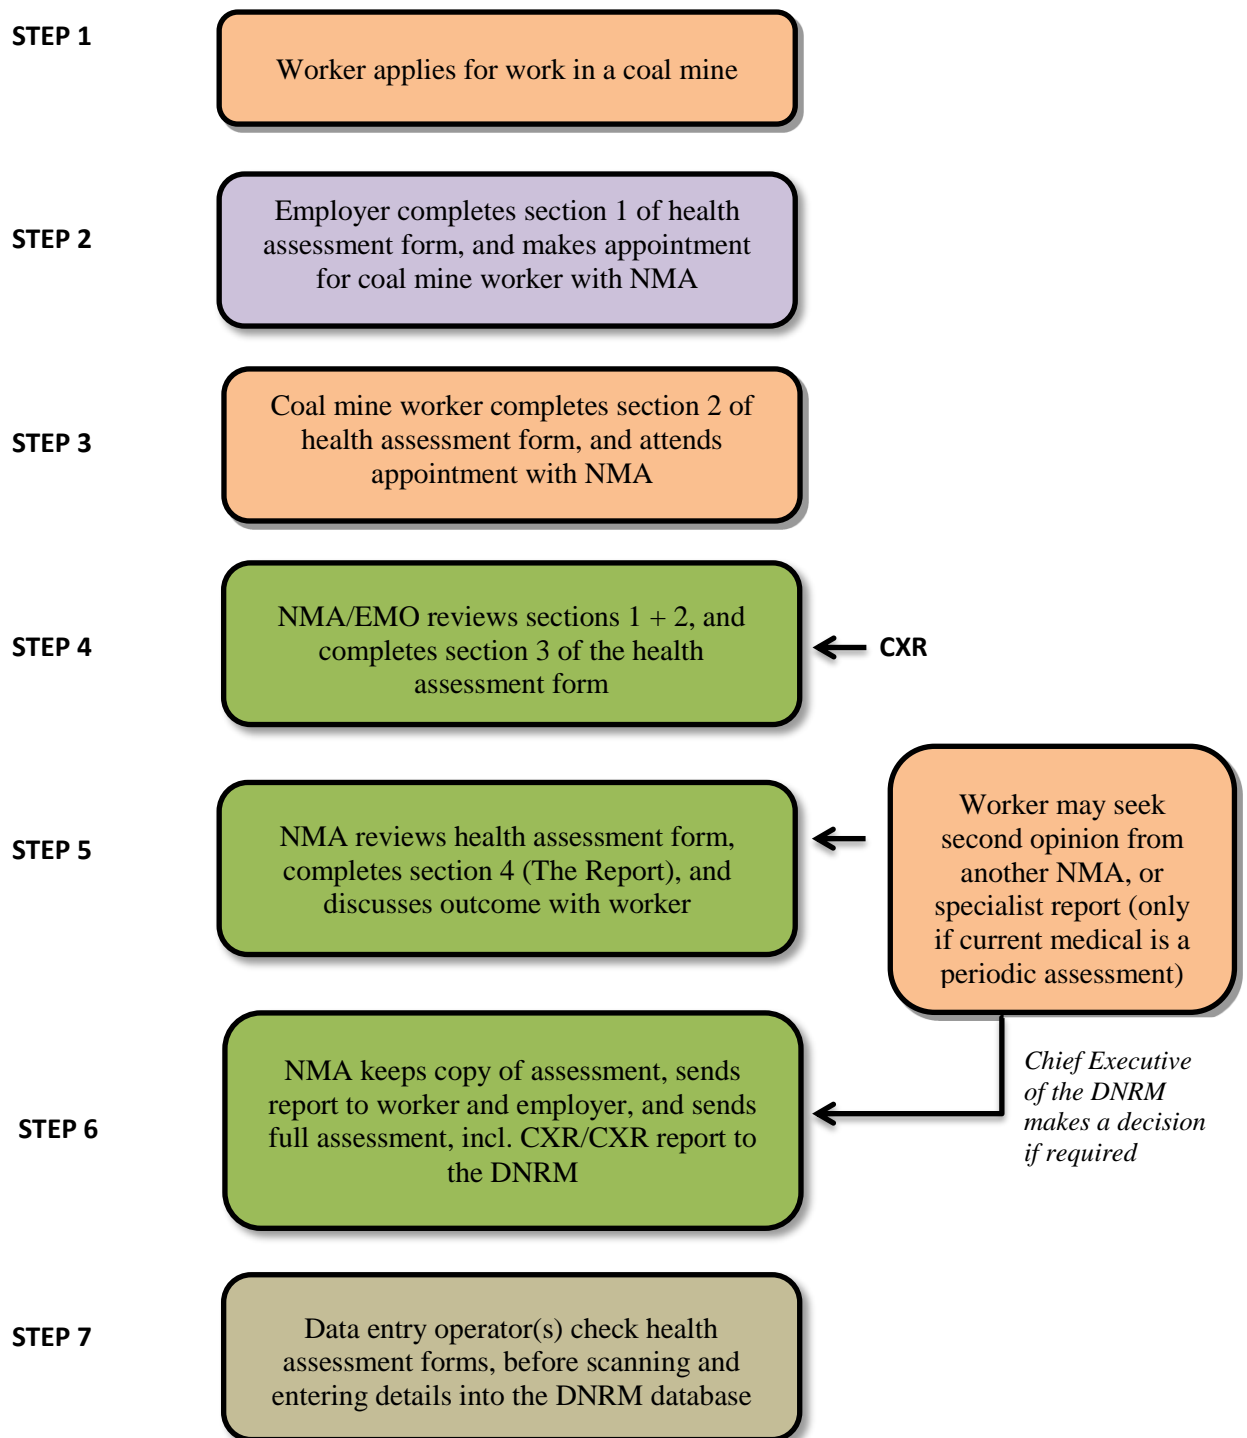 STEP 1
Worker applies for work in a coal mine
STEP 2
Employer completes section 1 of health
assessment form, and makes appointment
for coal mine worker with NMA
STEP 3
Coal mine worker completes section 2 of
health assessment form, and attends
appointment with NMA
STEP 4
NMA/EMO reviews sections 1 + 2, and
completes section 3 of the health
assessment form
CXR
STEP 5
NMA reviews health assessment form,
completes section 4 (The Report), and
discusses outcome with worker
Worker may seek
second opinion from
another NMA, or
specialist report (only
if current medical is a
periodic assessment)
STEP 6
NMA keeps copy of assessment, sends
report to worker and employer, and sends
full assessment, incl. CXR/CXR report to
the DNRM
Chief Executive
of the DNRM
makes a decision
if required
STEP 7
Data entry operator(s) check health
assessment forms, before scanning and
entering details into the DNRM database